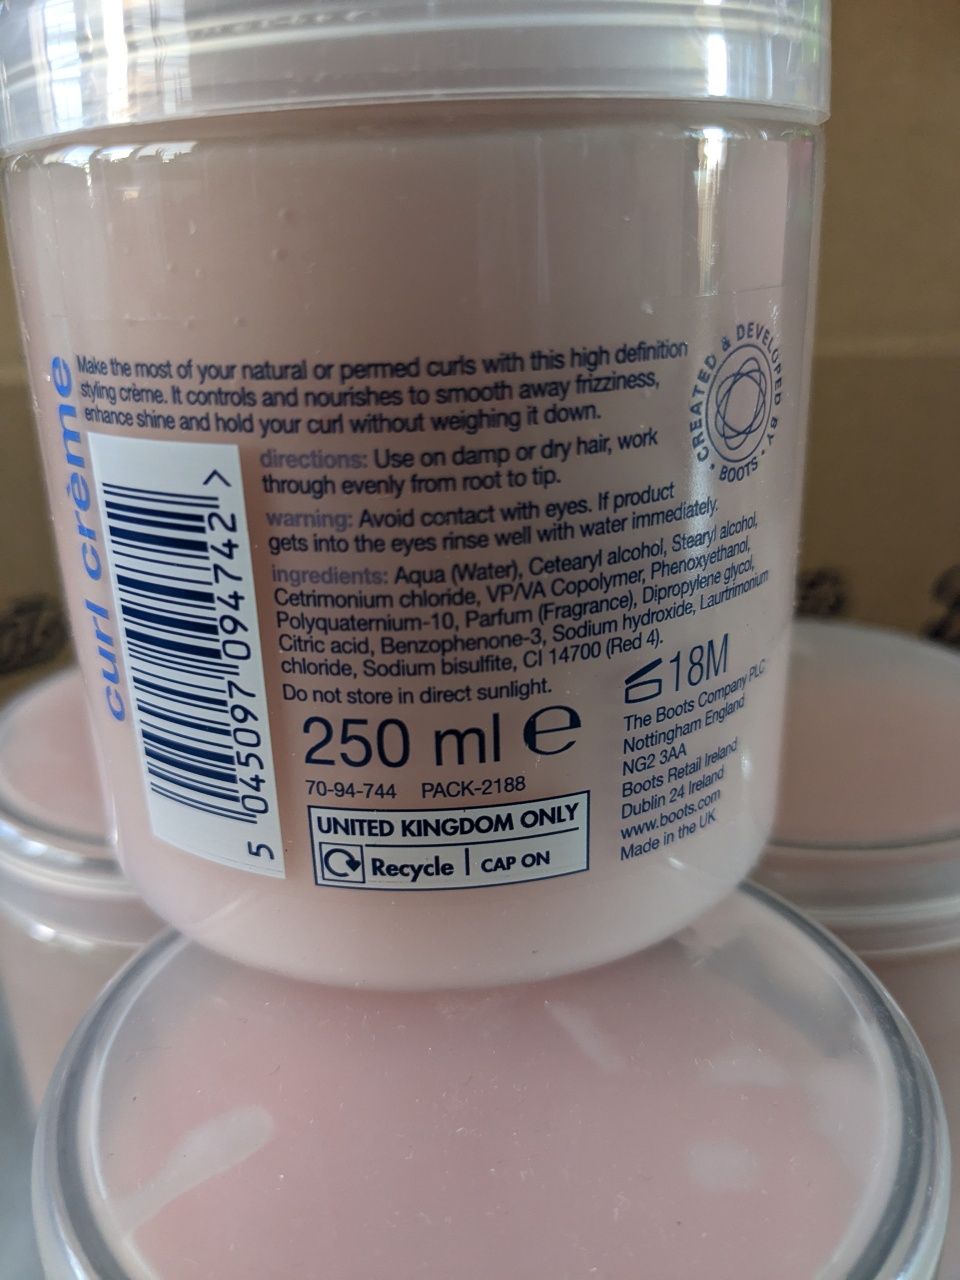 curl crème
Make the most of your natural or permed curls with this high definition
styling crème. It controls and nourishes to smooth away frizziness,
enhance shine and hold your curl without weighing it down.
directions: Use on damp or dry hair, work
through evenly from root to tip.
warning: Avoid contact with eyes. If product
gets into the eyes rinse well with water immediately.
ingredients: Aqua (Water), Cetearyl alcohol, Stearyl alcohol,
Cetrimonium chloride, VP/VA Copolymer, Phenoxyethanol,
Polyquaternium-10, Parfum (Fragrance), Dipropylene glycol,
Citric acid, Benzophenone-3, Sodium hydroxide, Laurtrimonium
chloride, Sodium bisulfite, CI 14700 (Red 4).
Do not store in direct sunlight.
250 ml e
70-94-744 PACK-2188
UNITED KINGDOM ONLY
Recycle | CAP ON
5 045097 094742 >
CREATED & DEVELOPED BY • BOOTS •
18M
The Boots Company PLC
Nottingham England
NG2 3AA
Boots Retail Ireland
Dublin 24 Ireland
www.boots.com
Made in the UK